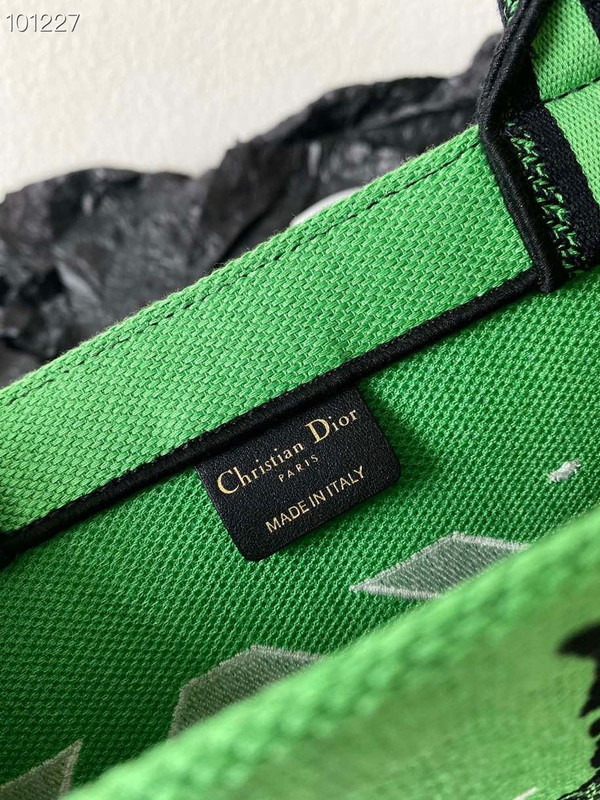 101227
Christian Dior
PARIS
MADE IN ITALY